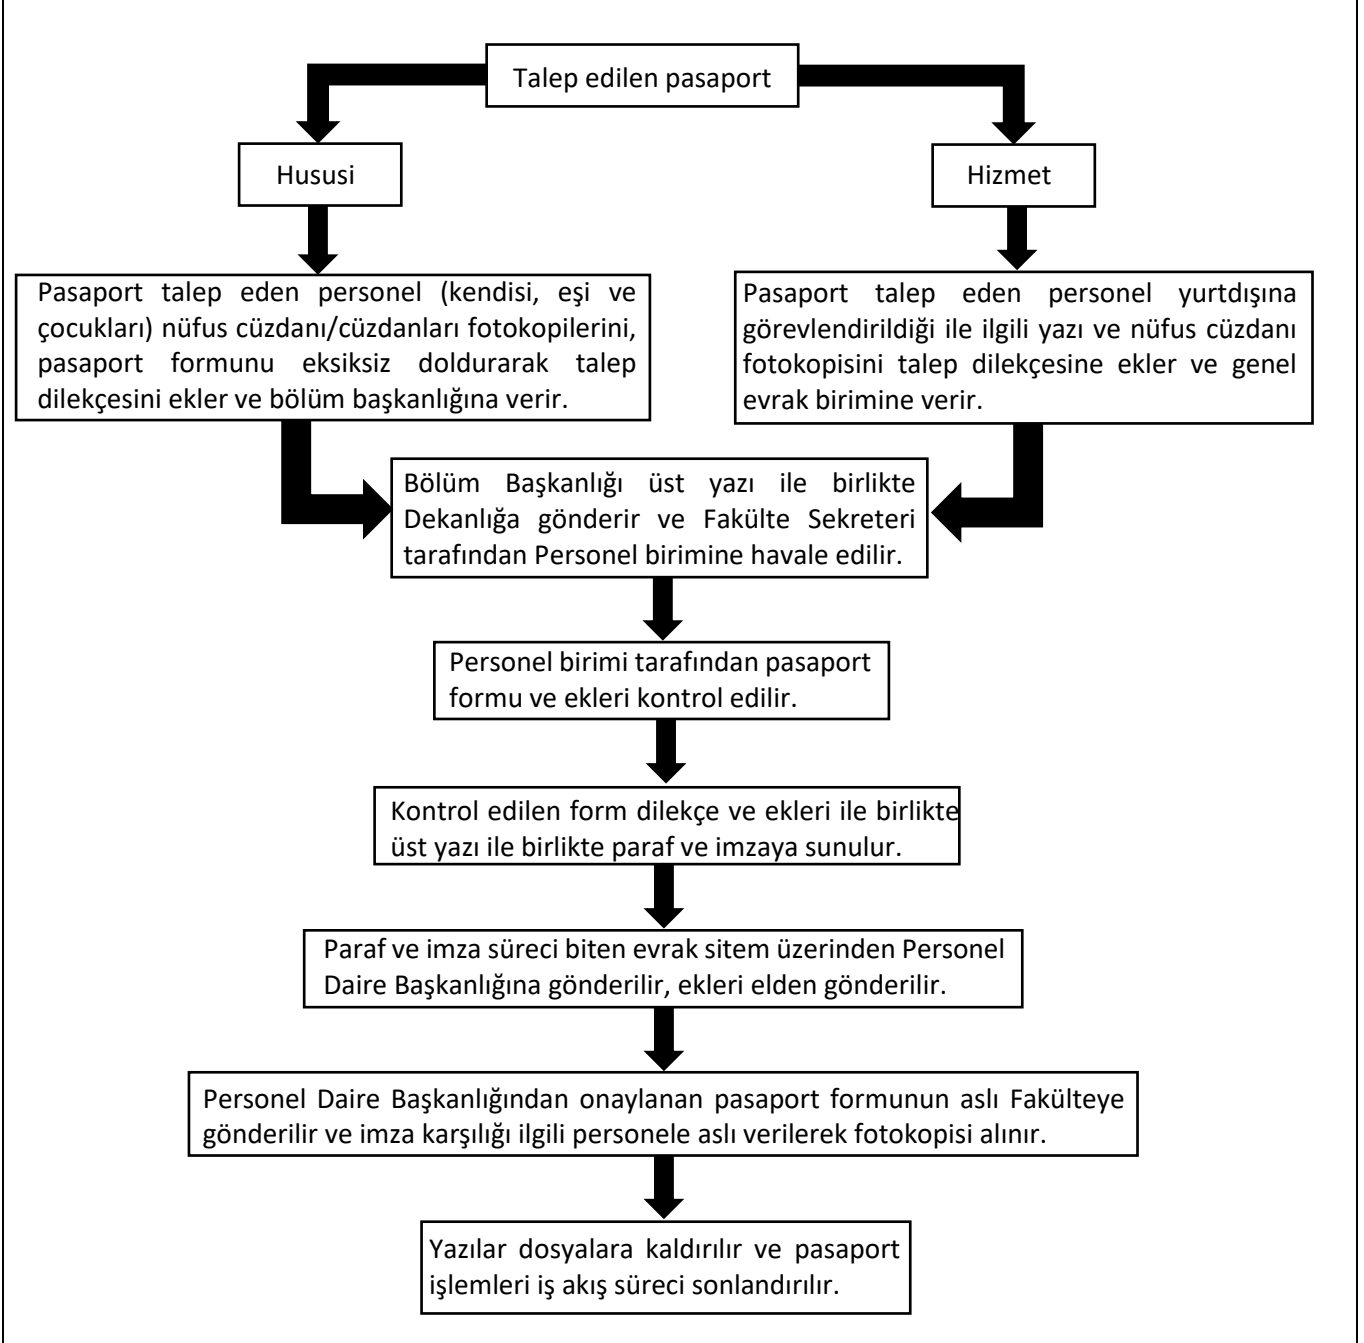 Talep edilen pasaport
Hususi
Hizmet
Pasaport talep eden personel (kendisi, eşi ve
çocukları) nüfus cüzdanı/cüzdanları fotokopilerini,
pasaport formunu eksiksiz doldurarak talep
dilekçesini ekler ve bölüm başkanlığına verir.
Pasaport talep eden personel yurtdışına
görevlendirildiği ile ilgili yazı ve nüfus cüzdanı
fotokopisini talep dilekçesine ekler ve genel
evrak birimine verir.
Bölüm Başkanlığı üst yazı ile birlikte
Dekanlığa gönderir ve Fakülte Sekreteri
tarafından Personel birimine havale edilir.
Personel birimi tarafından pasaport
formu ve ekleri kontrol edilir.
Kontrol edilen form dilekçe ve ekleri ile birlikte
üst yazı ile birlikte paraf ve imzaya sunulur.
Paraf ve imza süreci biten evrak sitem üzerinden Personel
Daire Başkanlığına gönderilir, ekleri elden gönderilir.
Personel Daire Başkanlığından onaylanan pasaport formunun aslı Fakülteye
gönderilir ve imza karşılığı ilgili personele aslı verilerek fotokopisi alınır.
Yazılar dosyalara kaldırılır ve pasaport
işlemleri iş akış süreci sonlandırılır.